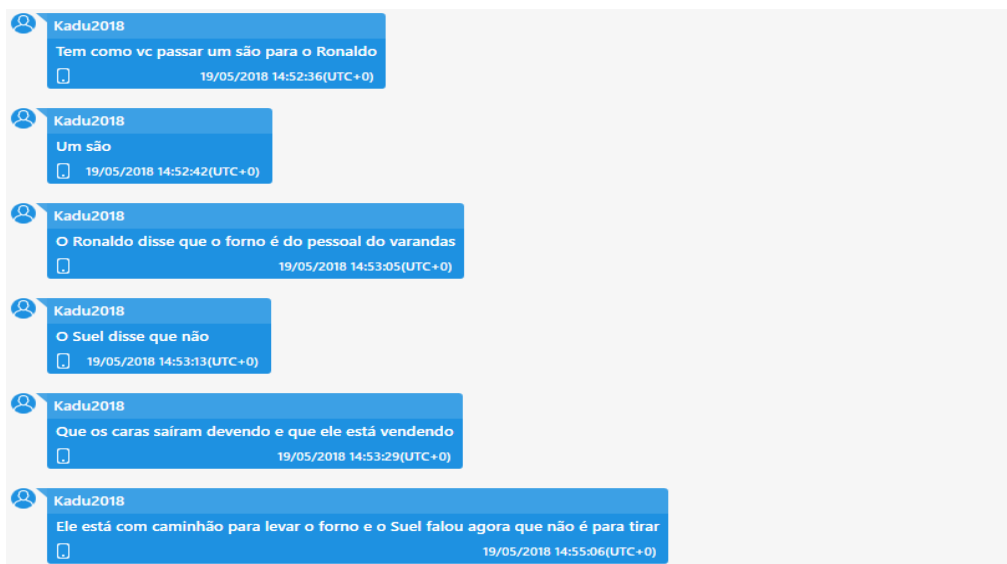 Kadu2018
Tem como vc passar um são para o Ronaldo
19/05/2018 14:52:36(UTC+0)
Kadu2018
Um são
19/05/2018 14:52:42(UTC+0)
Kadu2018
O Ronaldo disse que o forno é do pessoal do varandas
19/05/2018 14:53:05(UTC+0)
Kadu2018
O Suel disse que não
19/05/2018 14:53:13(UTC+0)
Kadu2018
Que os caras saíram devendo e que ele está vendendo
19/05/2018 14:53:29(UTC+0)
Kadu2018
Ele está com caminhão para levar o forno e o Suel falou agora que não é para tirar
19/05/2018 14:55:06(UTC+0)